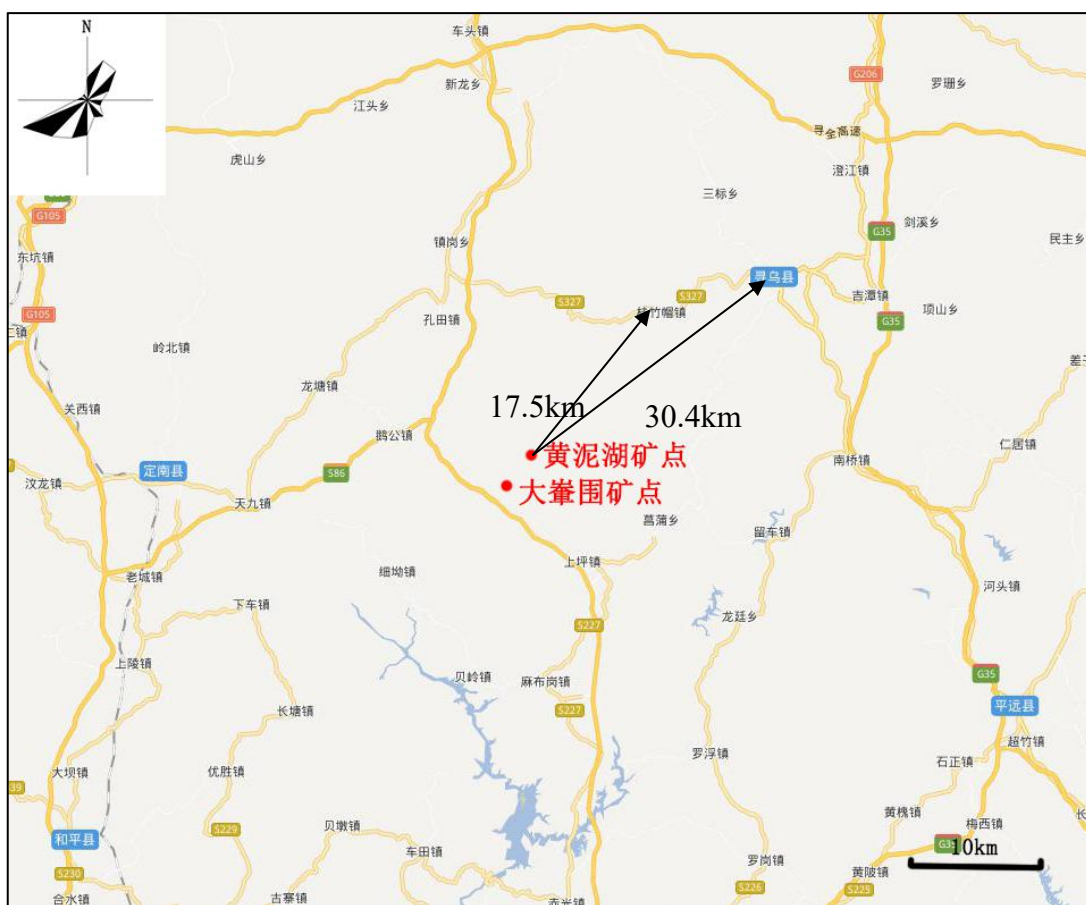 N
车头镇
新龙乡
江头乡
虎山乡
G206
罗珊乡
寻全高速
澄江镇
三标乡
剑溪乡
G35
民主乡
G105
东坑镇
镇岗乡
寻乌县
吉潭镇
项山乡
S327
S327
桂竹帽镇
G105
孔田镇
G35
岭北镇
龙塘镇
关西镇
鹅公镇
17.5km
30.4km
仁居镇
黄泥湖矿点
南桥镇
定南县
S86
汶龙镇
天九镇
大輋围矿点
菖蒲乡
留车镇
上坪镇
老城镇
细坳镇
河头镇
下车镇
龙廷乡
S227
上陵镇
贝岭镇
麻布岗镇
G35
平远县
长塘镇
S227
超竹镇
罗浮镇
大坝镇
优胜镇
石正镇
黄槐镇
梅西镇
贝墩镇
S229
和平县
车田镇
G35
10km
罗岗镇
黄陂镇
S230
合水镇
古寨镇
赤光镇
S226
S225